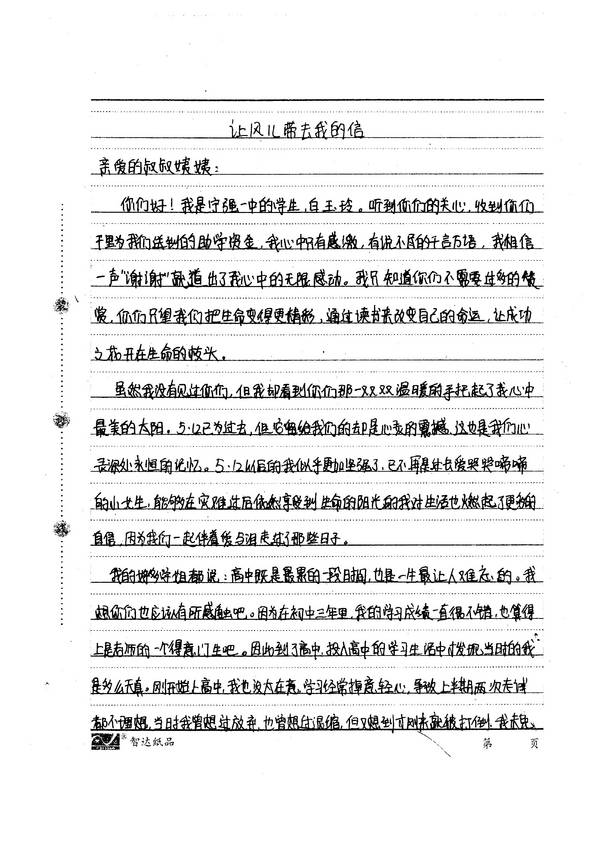 让风儿带去我的信
亲爱的叔叔姨姨：
你们好！我是宁强一中的学生，白玉玲。听到你们的关心，收到你们
千里为我们送到的助学资金，我心中只有感激，有说不尽的千言万语，我相信
一声“谢谢”就道出了我心中的无限感动。我只知道你们不需要过多的赞
赏，你们只望我们把生命变得更精彩，通过读书来改变自己的命运，让成功
之花开在生命的枝头。
虽然我没有见过你们，但我却看到你们那一双双温暖的手把起了我心中
最美的太阳。5·12已为过去，但它留给我们的却是心灵的震撼，这也是我们心
灵深处永恒的记忆。5·12以后的我似乎更加坚强了，已不再是过去爱哭哭啼啼
的小女生，能够在灾难过后依然享受到生命的阳光的我对生活也燃起了更多的
自信，因为我们一起伴着爱与泪走过了那些日子。
我的学姐都说：高中既是最累的一段时间，也是一生最让人难忘的。我
想你们也应该有所感触吧。因为在初中三年里，我的学习成绩一直很不错，也算得
上是老师的一个得意门生吧。因此到了高中，投入高中的学习生活中才发现当时的我
是多么天真。刚开始上高中，我也没太在意，学习经常掉意轻心，导致上半期两次考试
都不理想，当时我曾想过放弃，也曾想过退缩，但又想到才刚来就被打倒，我未免
智达纸品
第 页